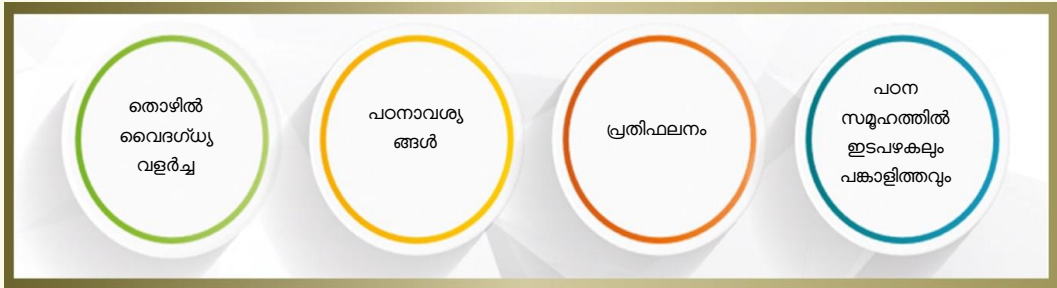 തൊഴിൽ
വൈദഗ്ധ്യ
വളർച്ച
പഠനാവശ്യ
ങ്ങൾ
പ്രതിഫലനം
പഠന
സമൂഹത്തിൽ
ഇടപഴകലും
പങ്കാളിത്തവും